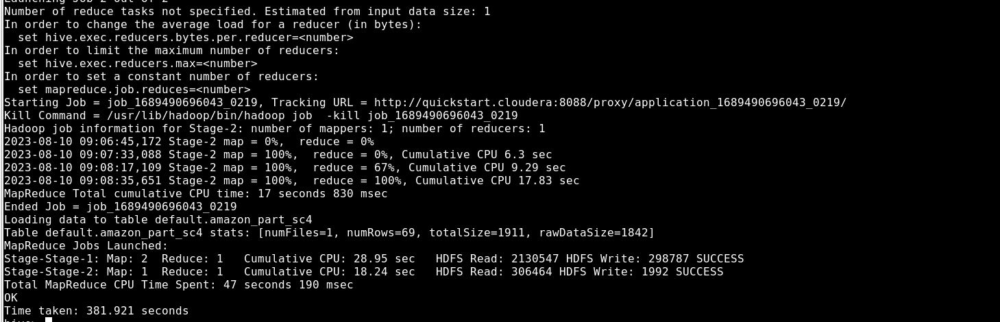 Launching Job 2 out of 2
Number of reduce tasks not specified. Estimated from input data size: 1
In order to change the average load for a reducer (in bytes):
  set hive.exec.reducers.bytes.per.reducer=<number>
In order to limit the maximum number of reducers:
  set hive.exec.reducers.max=<number>
In order to set a constant number of reducers:
  set mapreduce.job.reduces=<number>
Starting Job = job_1689490696043_0219, Tracking URL = http://quickstart.cloudera:8088/proxy/application_1689490696043_0219/
Kill Command = /usr/lib/hadoop/bin/hadoop job  -kill job_1689490696043_0219
Hadoop job information for Stage-2: number of mappers: 1; number of reducers: 1
2023-08-10 09:06:45,172 Stage-2 map = 0%,  reduce = 0%
2023-08-10 09:07:33,088 Stage-2 map = 100%,  reduce = 0%, Cumulative CPU 6.3 sec
2023-08-10 09:08:17,109 Stage-2 map = 100%,  reduce = 67%, Cumulative CPU 9.29 sec
2023-08-10 09:08:35,651 Stage-2 map = 100%,  reduce = 100%, Cumulative CPU 17.83 sec
MapReduce Total cumulative CPU time: 17 seconds 830 msec
Ended Job = job_1689490696043_0219
Loading data to table default.amazon_part_sc4
Table default.amazon_part_sc4 stats: [numFiles=1, numRows=69, totalSize=1911, rawDataSize=1842]
MapReduce Jobs Launched:
Stage-Stage-1: Map: 2  Reduce: 1   Cumulative CPU: 28.95 sec   HDFS Read: 2130547 HDFS Write: 298787 SUCCESS
Stage-Stage-2: Map: 1  Reduce: 1   Cumulative CPU: 18.24 sec   HDFS Read: 306464 HDFS Write: 1992 SUCCESS
Total MapReduce CPU Time Spent: 47 seconds 190 msec
OK
Time taken: 381.921 seconds
hive>